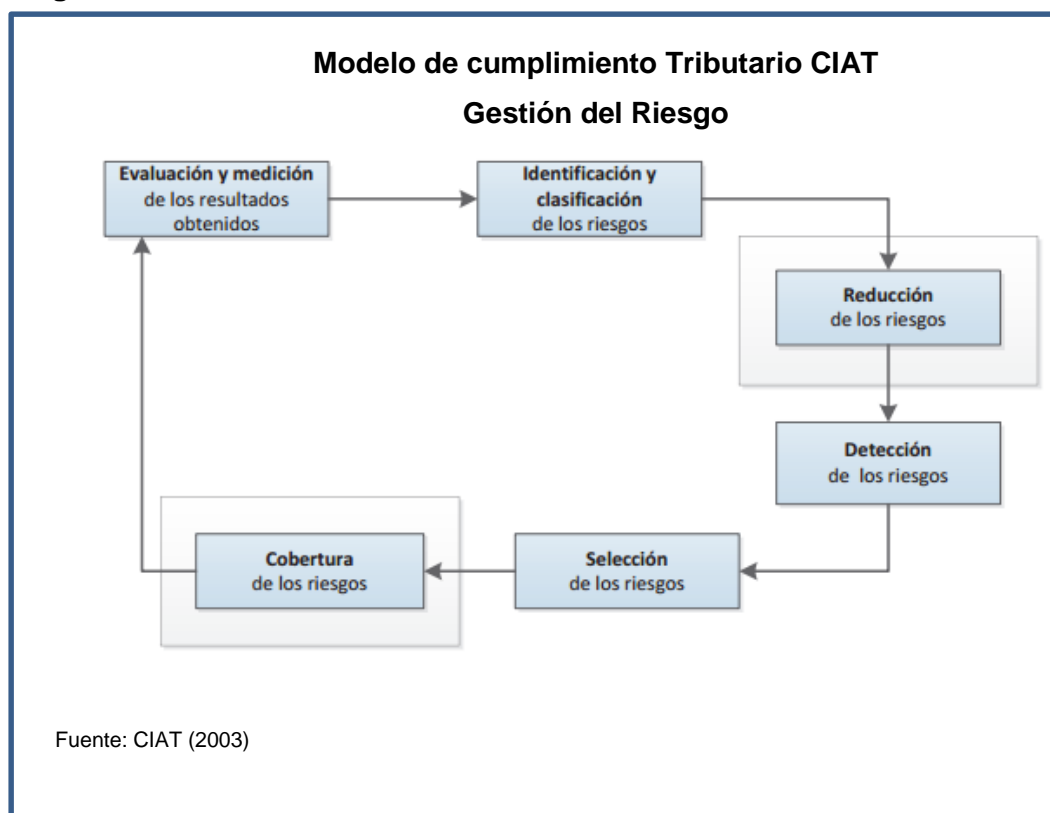 Modelo de cumplimiento Tributario CIAT
Gestión del Riesgo
Evaluación y medición
de los resultados
obtenidos
Identificación y
clasificación
de los riesgos
Reducción
de los riesgos
Detección
de los riesgos
Selección
de los riesgos
Cobertura
de los riesgos
Fuente: CIAT (2003)